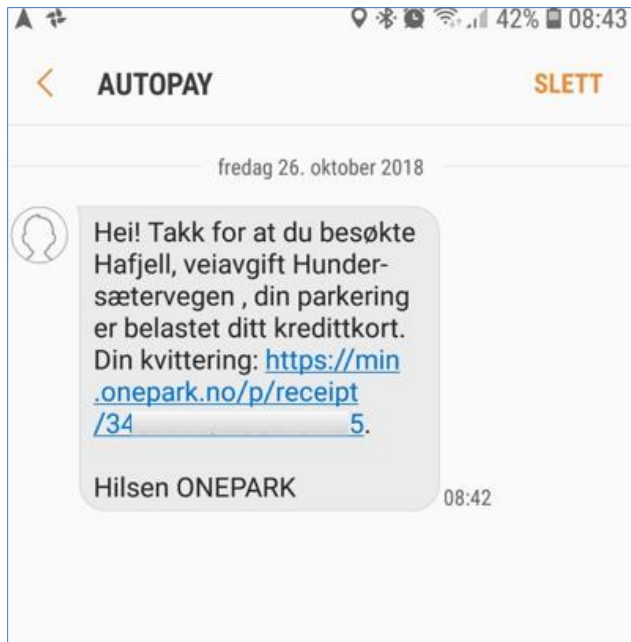 42% 08:43
AUTOPAY
SLETT
fredag 26. oktober 2018
Hei! Takk for at du besøkte
Hafjell, veiavgift Hunder-
sætervegen , din parkering
er belastet ditt kredittkort.
Din kvittering: https://min
.onepark.no/p/receipt
/34 5.
Hilsen ONEPARK
08:42